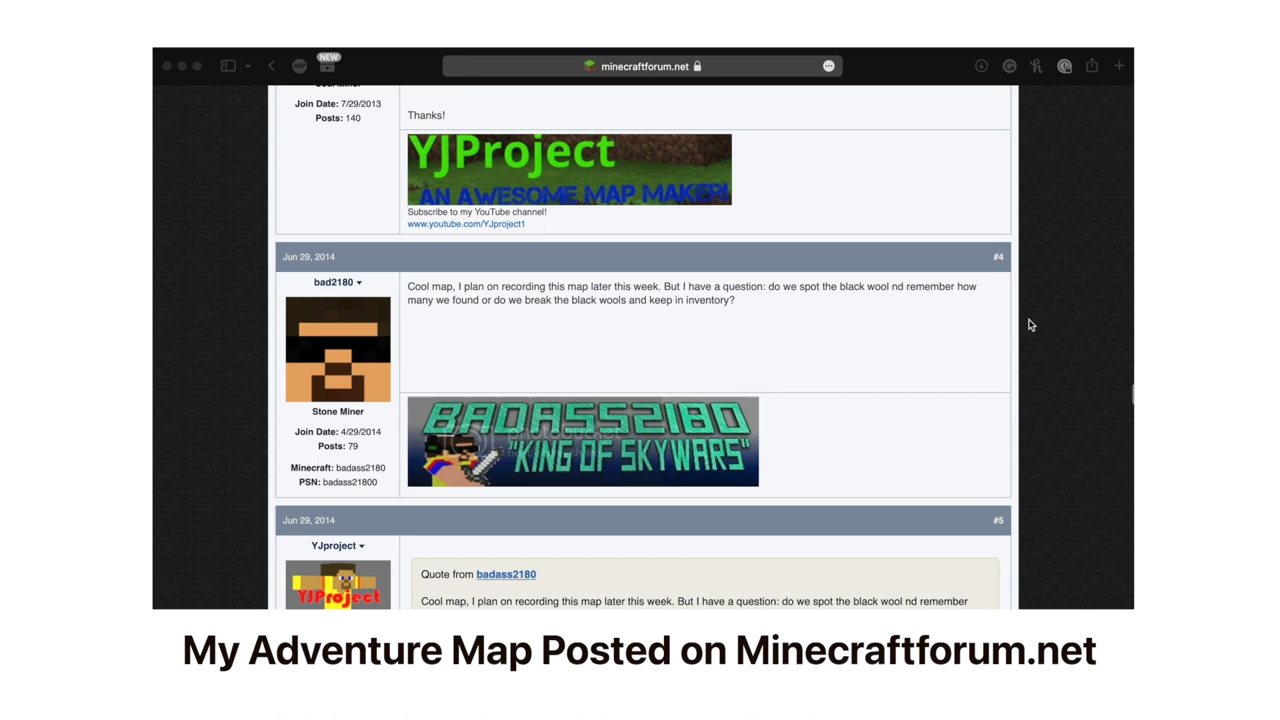 NEW
ABP
minecraftforum.net
Join Date: 7/29/2013
Posts: 140
Thanks!
YJProject
AN AWESOME MAP MAKER!
Subscribe to my YouTube channel!
www.youtube.com/YJproject1
Jun 29, 2014
#4
bad2180
Cool map, I plan on recording this map later this week. But I have a question: do we spot the black wool nd remember how
many we found or do we break the black wools and keep in inventory?
Stone Miner
Join Date: 4/29/2014
Posts: 79
Minecraft: badass2180
PSN: badass21800
BADASS2180
photobucket
"KING OF SKYWARS"
Jun 29, 2014
#5
YJproject
YJProject
Quote from badass2180
Cool map, I plan on recording this map later this week. But I have a question: do we spot the black wool nd remember
My Adventure Map Posted on Minecraftforum.net